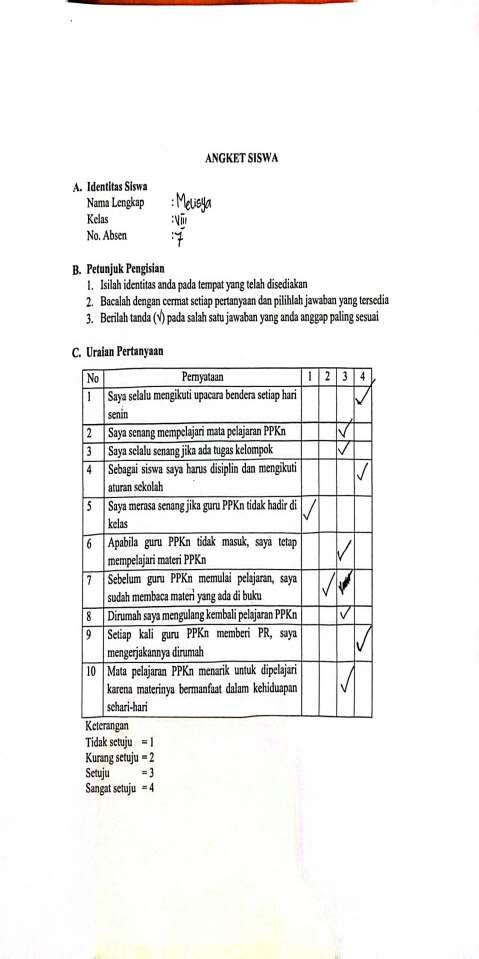 ANGKET SISWA
A. Identitas Siswa
Nama Lengkap : Melisya
Kelas : VIII
No. Absen : 7
B. Petunjuk Pengisian
1. Isilah identitas anda pada tempat yang telah disediakan
2. Bacalah dengan cermat setiap pertanyaan dan pilihlah jawaban yang tersedia
3. Berilah tanda (√) pada salah satu jawaban yang anda anggap paling sesuai
C. Uraian Pertanyaan
No Pernyataan 1 2 3 4
1 Saya selalu mengikuti upacara bendera setiap hari ✓
senin
2 Saya senang mempelajari mata pelajaran PPKn ✓
3 Saya selalu senang jika ada tugas kelompok ✓
4 Sebagai siswa saya harus disiplin dan mengikuti ✓
aturan sekolah
5 Saya merasa senang jika guru PPKn tidak hadir di ✓
kelas
6 Apabila guru PPKn tidak masuk, saya tetap ✓
mempelajari materi PPKn
7 Sebelum guru PPKn memulai pelajaran, saya ✓
sudah membaca materi yang ada di buku
8 Dirumah saya mengulang kembali pelajaran PPKn ✓
9 Setiap kali guru PPKn memberi PR, saya ✓
mengerjakannya dirumah
10 Mata pelajaran PPKn menarik untuk dipelajari ✓
karena materinya bermanfaat dalam kehiduapan
sehari-hari
Keterangan
Tidak setuju = 1
Kurang setuju = 2
Setuju = 3
Sangat setuju = 4